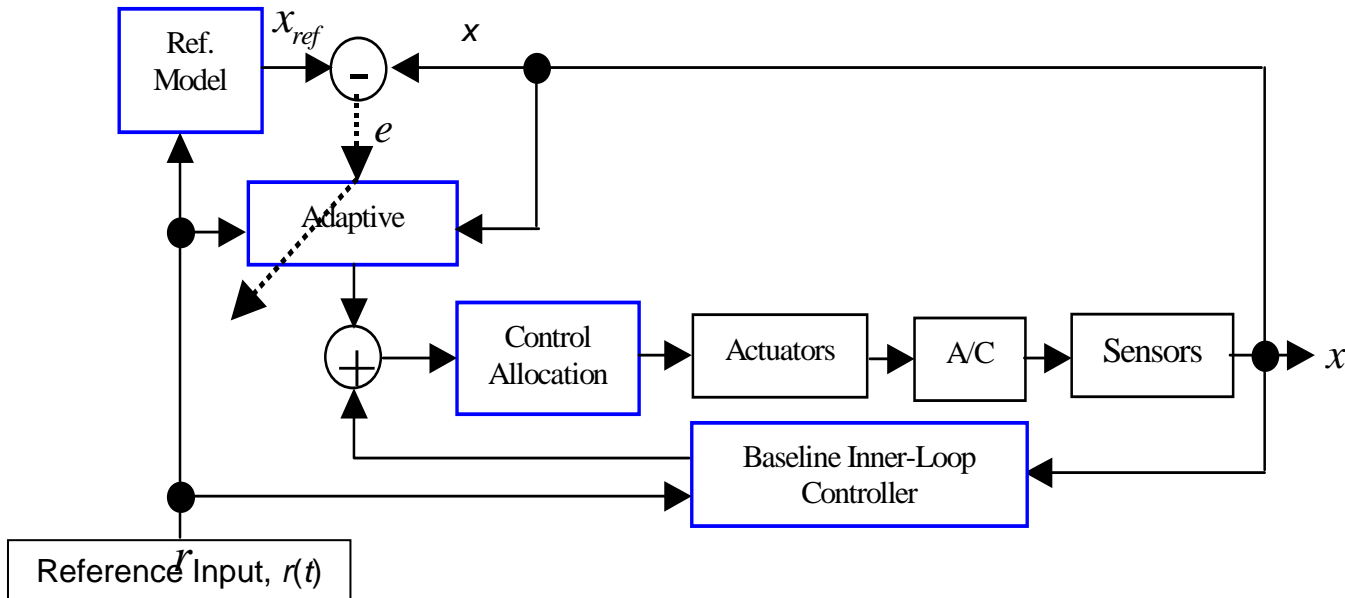 Ref.
Model
x_ref
-
x
e
Adaptive
+
Control
Allocation
Actuators
A/C
Sensors
x
Baseline Inner-Loop
Controller
r
Reference Input, r(t)